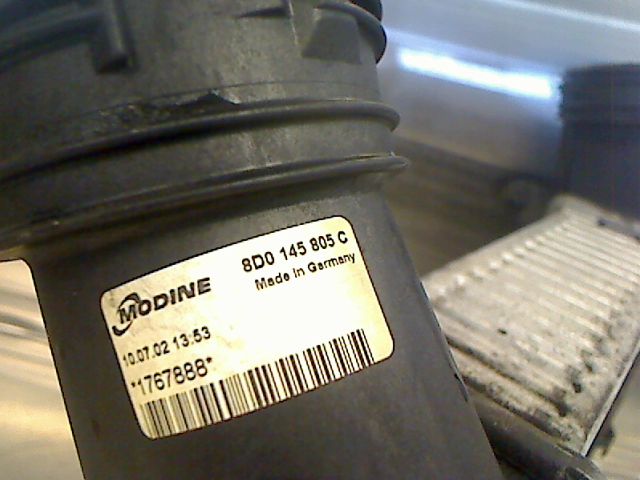 MODINE
8D0 145 805 C
Made In Germany
10.07.02 13:53
*1767888*